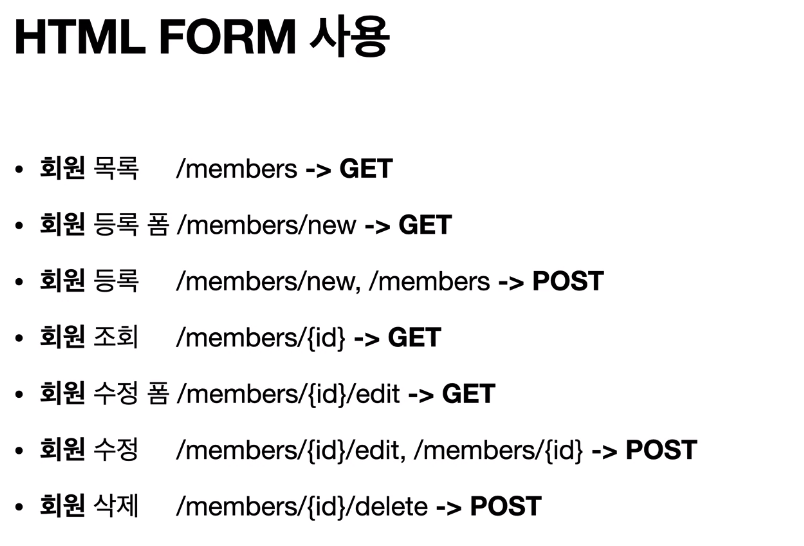 HTML FORM 사용
• 회원 목록 /members -> GET
• 회원 등록 폼 /members/new -> GET
• 회원 등록 /members/new, /members -> POST
• 회원 조회 /members/{id} -> GET
• 회원 수정 폼 /members/{id}/edit -> GET
• 회원 수정 /members/{id}/edit, /members/{id} -> POST
• 회원 삭제 /members/{id}/delete -> POST